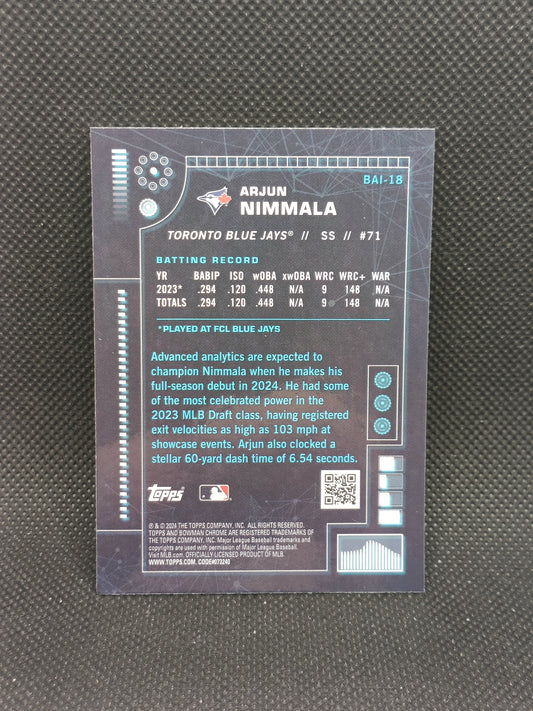 BAI-18
ARJUN
NIMMALA
TORONTO BLUE JAYS® // SS // #71
BATTING RECORD
YR BABIP ISO wOBA xwOBA WRC WRC+ WAR
2023* .294 .120 .448 N/A 9 148 N/A
TOTALS .294 .120 .448 N/A 9 148 N/A
*PLAYED AT FCL BLUE JAYS
Advanced analytics are expected to
champion Nimmala when he makes his
full-season debut in 2024. He had some
of the most celebrated power in the
2023 MLB Draft class, having registered
exit velocities as high as 103 mph at
showcase events. Arjun also clocked a
stellar 60-yard dash time of 6.54 seconds.
Topps
® & © 2024 THE TOPPS COMPANY, INC. ALL RIGHTS RESERVED.
TOPPS AND BOWMAN CHROME ARE REGISTERED TRADEMARKS OF
THE TOPPS COMPANY, INC. Major League Baseball trademarks and
copyrights are used with permission of Major League Baseball.
Visit MLB.com. OFFICIALLY LICENSED PRODUCT OF MLB.
WWW.TOPPS.COM. CODE#073240